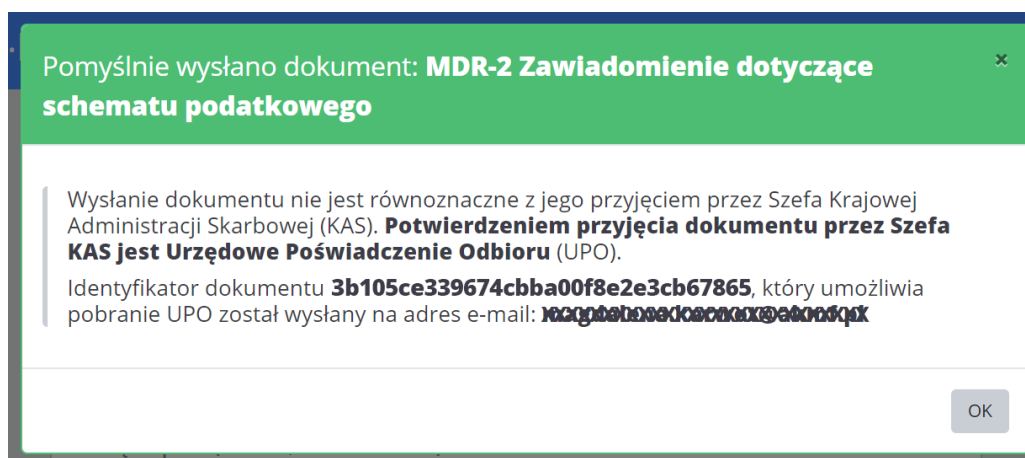 Pomyślnie wysłano dokument: MDR-2 Zawiadomienie dotyczące
schematu podatkowego
×
Wysłanie dokumentu nie jest równoznaczne z jego przyjęciem przez Szefa Krajowej
Administracji Skarbowej (KAS). Potwierdzeniem przyjęcia dokumentu przez Szefa
KAS jest Urzędowe Poświadczenie Odbioru (UPO).
Identyfikator dokumentu 3b105ce339674cbba00f8e2e3cb67865, który umożliwia
pobranie UPO został wysłany na adres e-mail:
OK